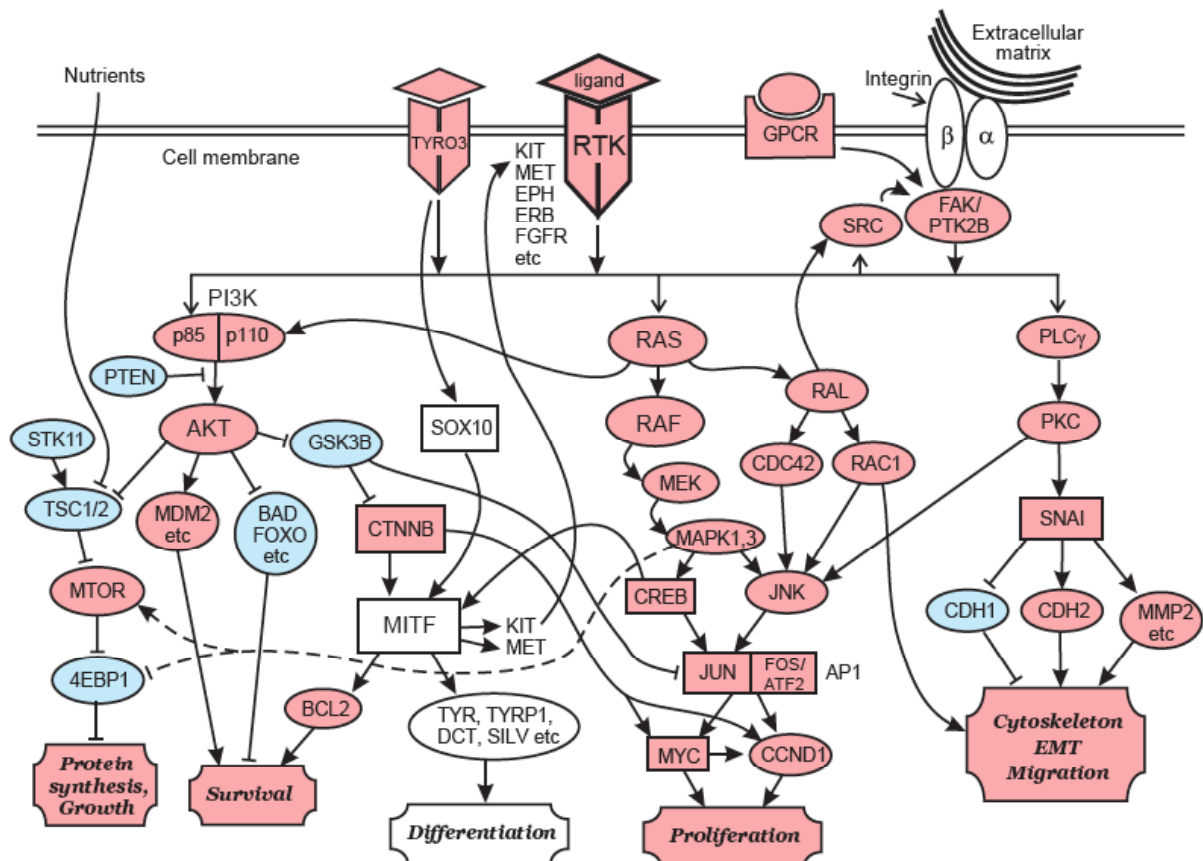 Extracellular
matrix
Nutrients
Integrin
ligand
TYRO3
RTK
GPCR
β
α
Cell membrane
KIT
MET
EPH
ERB
FGFR
etc
SRC
FAK/
PTK2B
PI3K
p85
p110
RAS
PLCγ
PTEN
RAL
AKT
SOX10
RAF
PKC
STK11
GSK3B
CDC42
RAC1
MEK
TSC1/2
MDM2
etc
BAD
FOXO
etc
CTNNB
MAPK1,3
SNAI
MTOR
CREB
JNK
CDH1
CDH2
MMP2
etc
MITF
KIT
MET
4EBP1
JUN
FOS/
ATF2
AP1
BCL2
TYR, TYRP1,
DCT, SILV etc
MYC
CCND1
Cytoskeleton
EMT
Migration
Protein
synthesis,
Growth
Survival
Differentiation
Proliferation